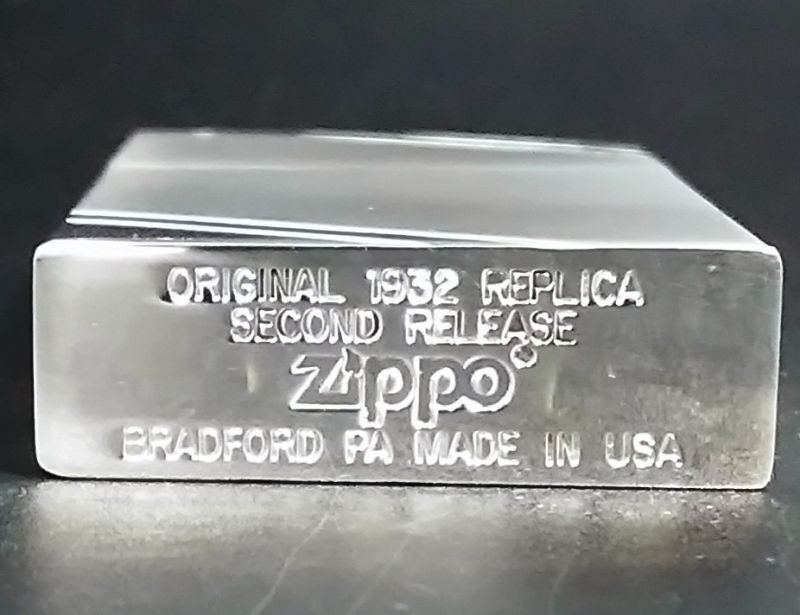 ORIGINAL 1932 REPLICA
SECOND RELEASE
Zippo®
BRADFORD PA MADE IN USA